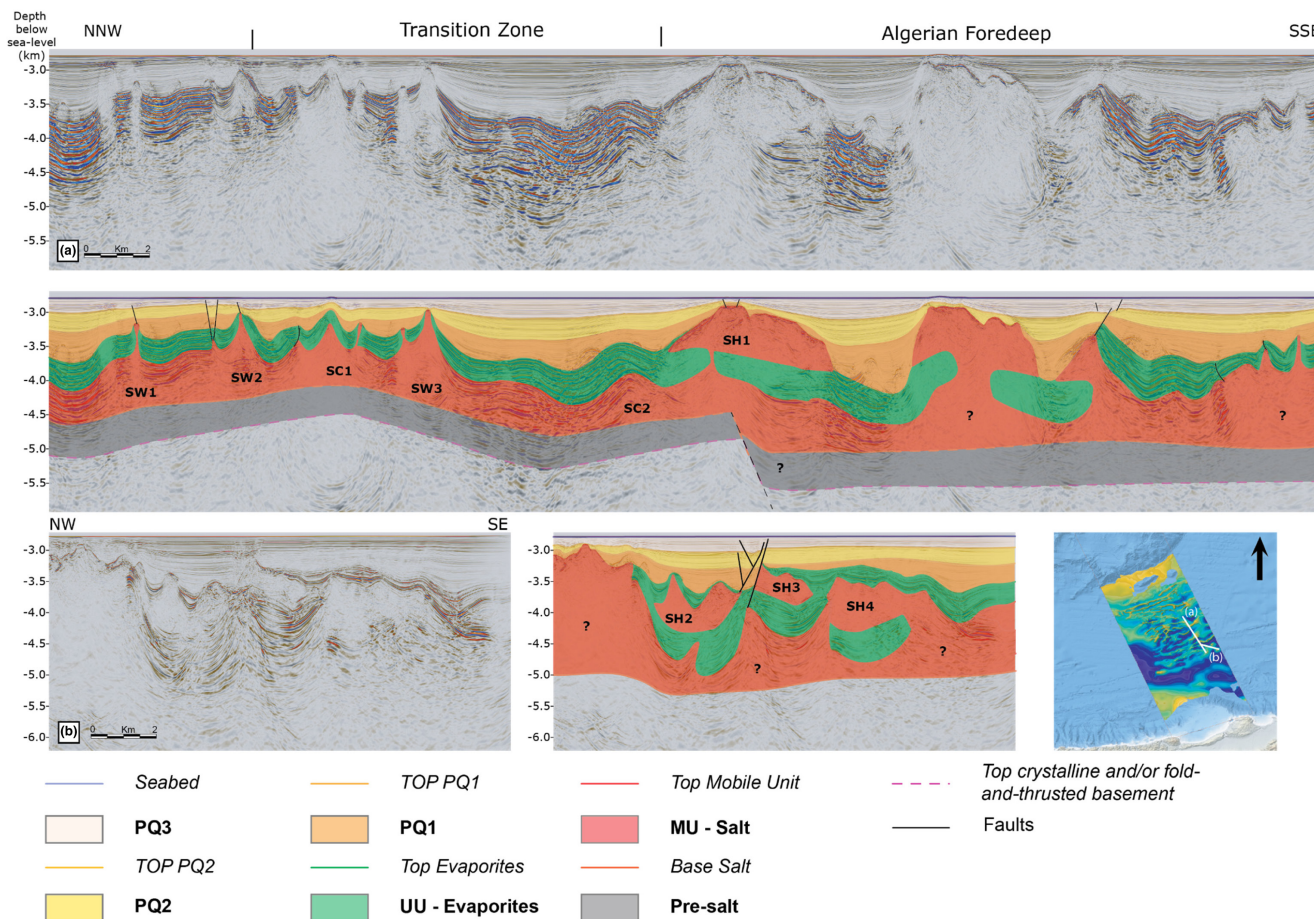 Depth
below
sea-level
(km)
NNW
Transition Zone
Algerian Foredeep
SSE
-3.0
-3.5
-4.0
-4.5
-5.0
-5.5
(a)
0 Km 2
-3.0
-3.5
-4.0
-4.5
-5.0
-5.5
SW1
SW2
SC1
SW3
SC2
SH1
?
?
?
NW
SE
-3.0
-3.5
-4.0
-4.5
-5.0
-5.5
-6.0
(b)
0 Km 2
-3.0
-3.5
-4.0
-4.5
-5.0
-5.5
-6.0
?
SH2
SH3
SH4
?
?
(a)
(b)
Seabed
TOP PQ1
Top Mobile Unit
Top crystalline and/or fold-
and-thrusted basement
PQ3
PQ1
MU - Salt
Faults
TOP PQ2
Top Evaporites
Base Salt
PQ2
UU - Evaporites
Pre-salt